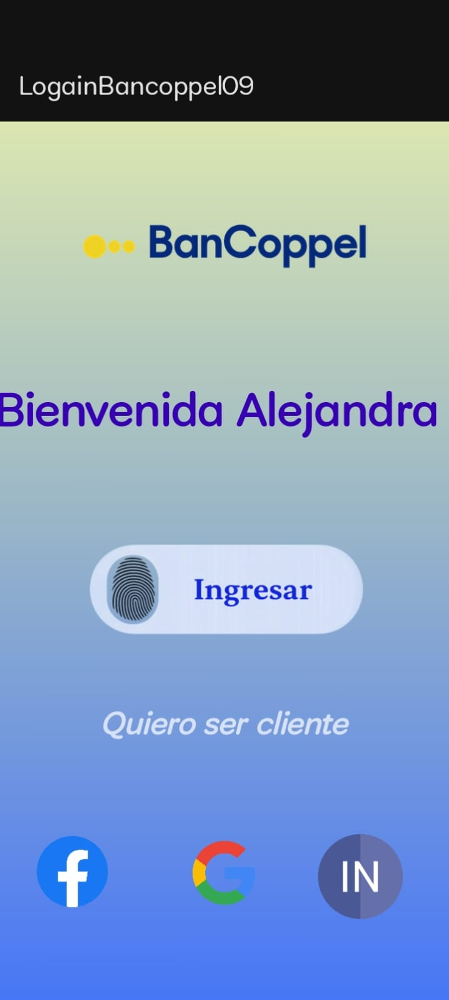 LogainBancoppel09
BanCoppel
Bienvenida Alejandra
Ingresar
Quiero ser cliente
f G IN